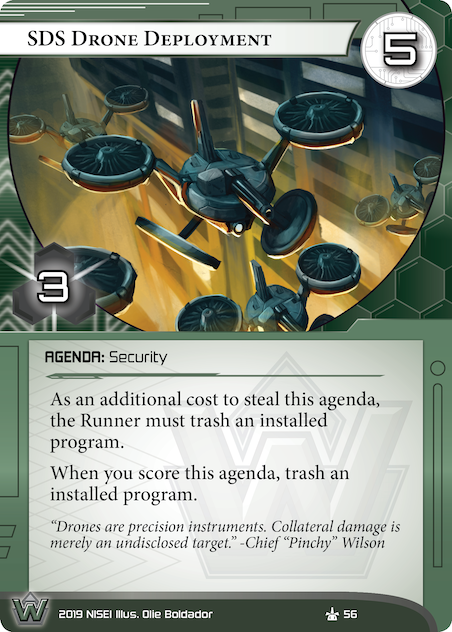 SDS Drone Deployment
5
3
AGENDA: Security
As an additional cost to steal this agenda,
the Runner must trash an installed
program.
When you score this agenda, trash an
installed program.
“Drones are precision instruments. Collateral damage is
merely an undisclosed target.” -Chief “Pinchy” Wilson
W
2019 NISEI Illus. Olie Boldador
56